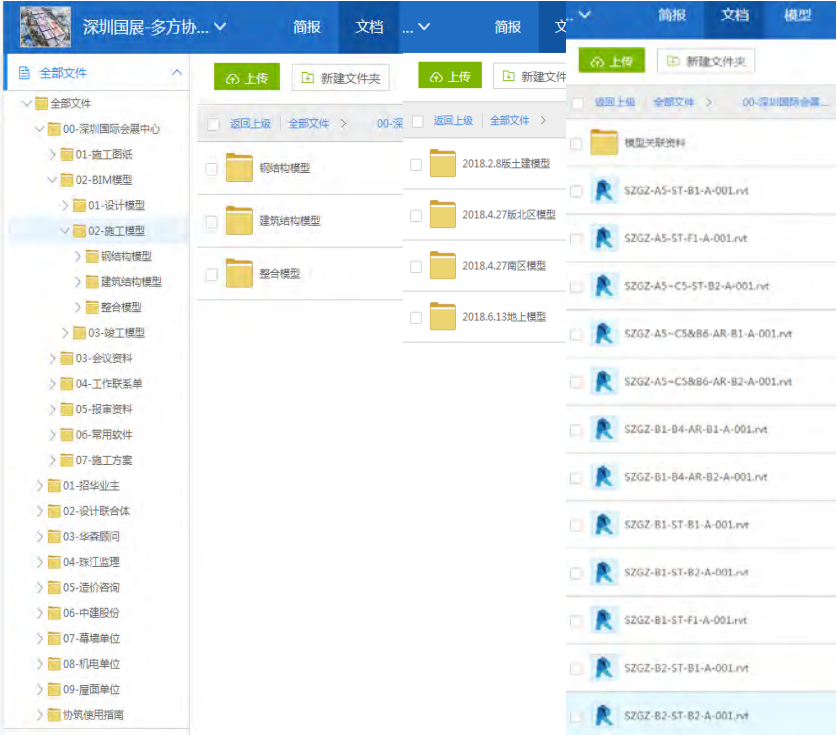 深圳国展-多方协...
简报
文档
全部文件
全部文件
00-深圳国际会展中心
01-施工图纸
02-BIM模型
01-设计模型
02-施工模型
钢结构模型
建筑结构模型
整合模型
03-竣工模型
03-会议资料
04-工作联系单
05-报审资料
06-常用软件
07-施工方案
01-招华业主
02-设计联合体
03-华森顾问
04-珠江监理
05-造价咨询
06-中建股份
07-幕墙单位
08-机电单位
09-屋面单位
协筑使用指南
上传
新建文件夹
返回上级
全部文件 >
00-深
钢结构模型
建筑结构模型
整合模型
...
简报
文
上传
新建文件
返回上级
全部文件 >
2018.2.8版土建模型
2018.4.27版北区模型
2018.4.27南区模型
2018.6.13地上模型
简报
文档
模型
上传
新建文件夹
返回上级
全部文件 >
00-深圳国际会展...
模型关联资料
SZGZ-A5-ST-B1-A-001.rvt
SZGZ-A5-ST-F1-A-001.rvt
SZGZ-A5~C5-ST-B2-A-001.rvt
SZGZ-A5~C5&B6-AR-B1-A-001.rvt
SZGZ-A5~C5&B6-AR-B2-A-001.rvt
SZGZ-B1-B4-AR-B1-A-001.rvt
SZGZ-B1-B4-AR-B2-A-001.rvt
SZGZ-B1-ST-B1-A-001.rvt
SZGZ-B1-ST-B2-A-001.rvt
SZGZ-B1-ST-F1-A-001.rvt
SZGZ-B2-ST-B1-A-001.rvt
SZGZ-B2-ST-B2-A-001.rvt